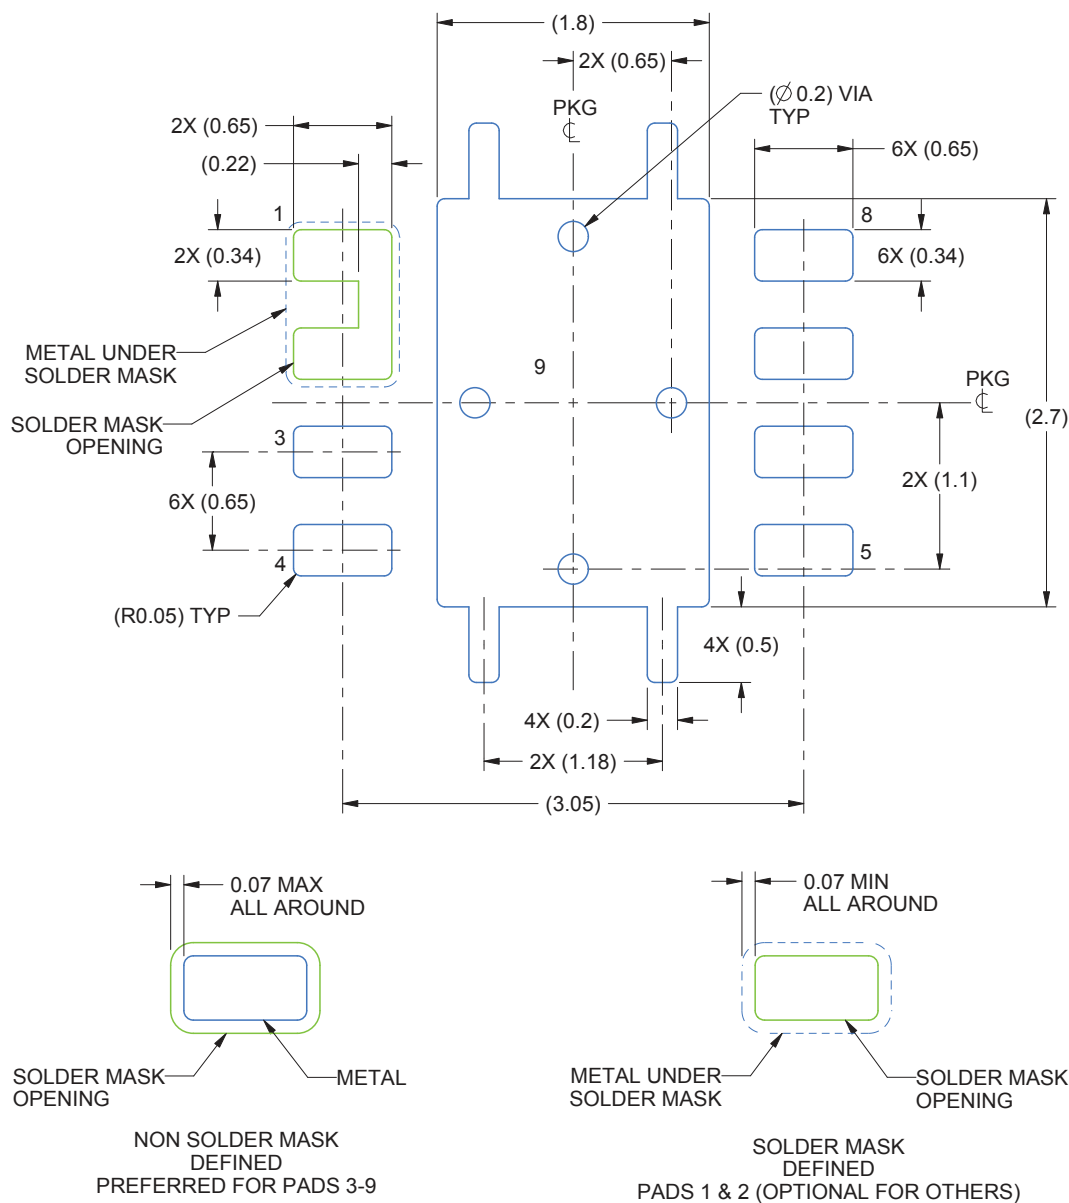 (1.8)
2X (0.65)
(Ø 0.2) VIA
TYP
PKG
℄
2X (0.65)
(0.22)
6X (0.65)
1
8
2X (0.34)
6X (0.34)
METAL UNDER
SOLDER MASK
9
PKG
℄
(2.7)
SOLDER MASK
OPENING
3
2X (1.1)
6X (0.65)
4
5
(R0.05) TYP
4X (0.5)
4X (0.2)
2X (1.18)
(3.05)
0.07 MAX
ALL AROUND
0.07 MIN
ALL AROUND
SOLDER MASK
OPENING
METAL
METAL UNDER
SOLDER MASK
SOLDER MASK
OPENING
NON SOLDER MASK
DEFINED
PREFERRED FOR PADS 3-9
SOLDER MASK
DEFINED
PADS 1 & 2 (OPTIONAL FOR OTHERS)